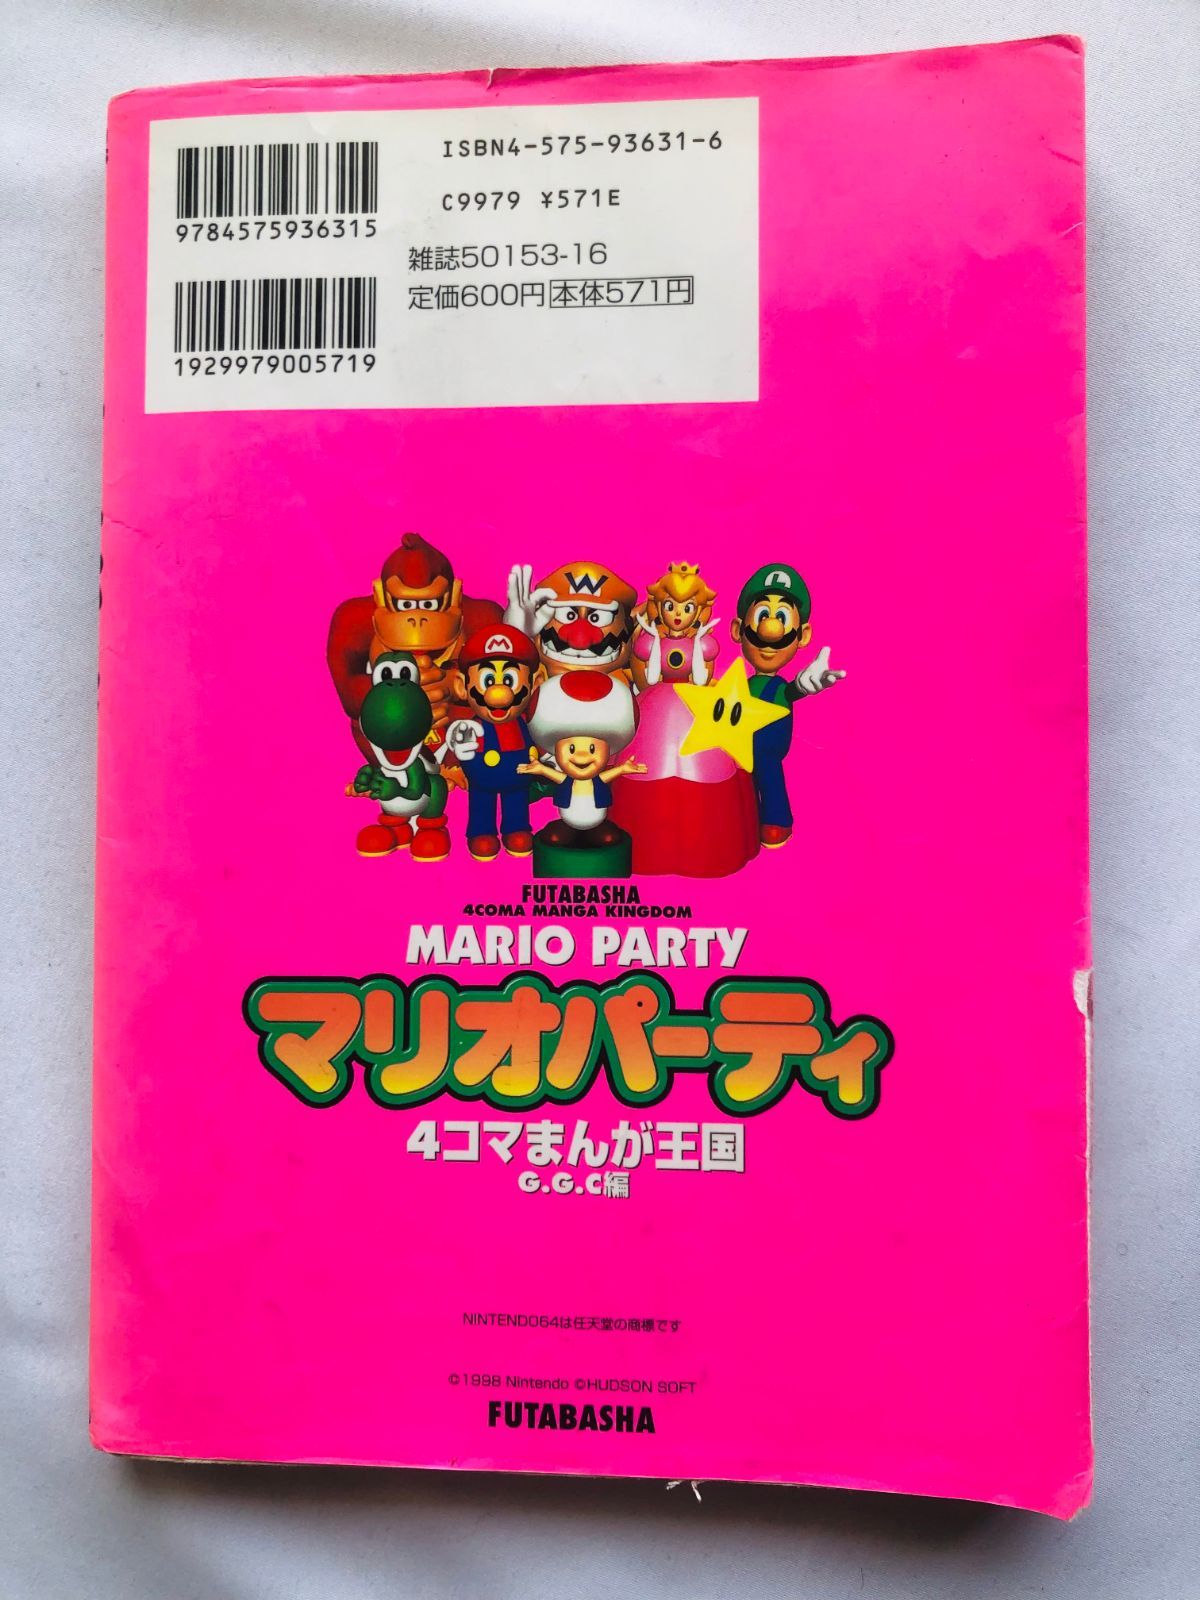 ISBN4-575-93631-6
C9979 ¥571E
9784575936315
雑誌50153-16
定価600円 本体571円
1929979005719
W
M
L
FUTABASHA
4COMA MANGA KINGDOM
MARIO PARTY
マリオパーティ
4コマまんが王国
G.G.C編
NINTENDO64は任天堂の商標です
©1998 Nintendo ©HUDSON SOFT
FUTABASHA